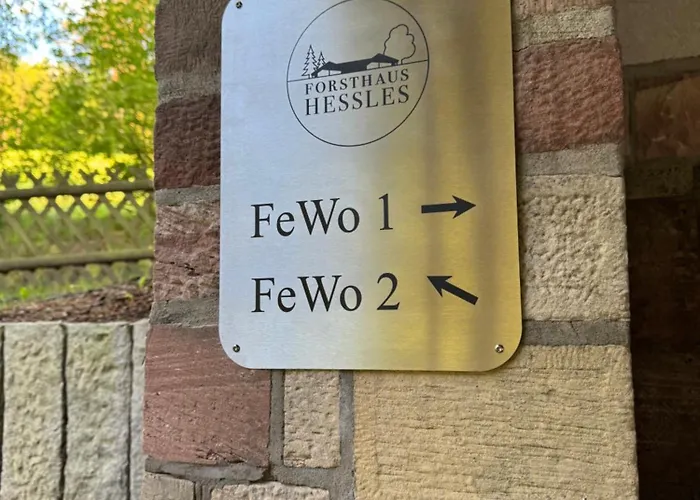 FORSTHAUS
HESSLES
FeWo 1 →
FeWo 2 ↖